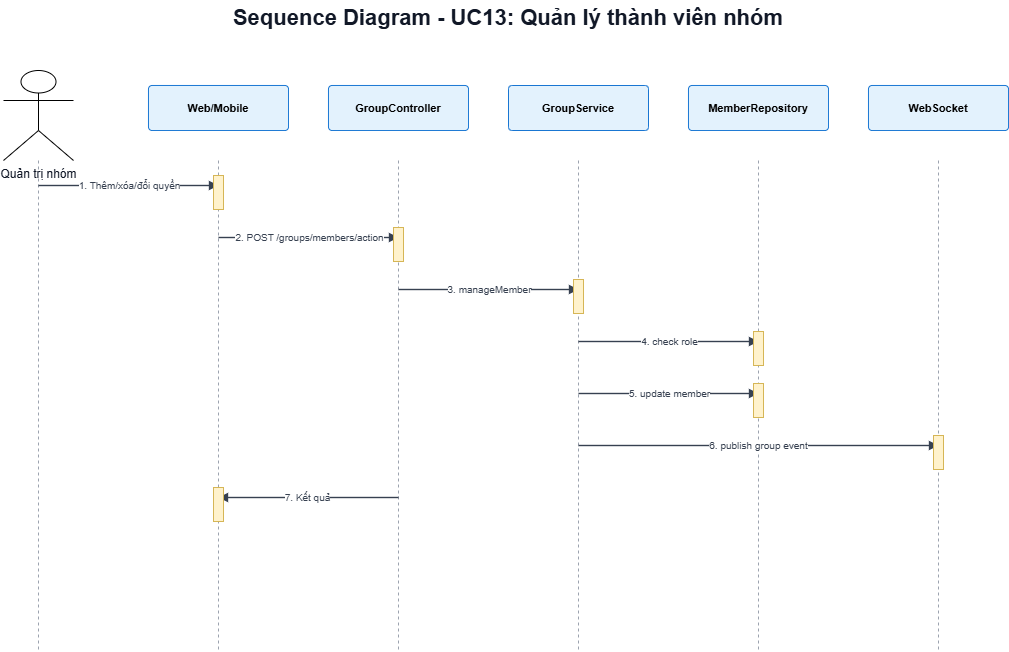 Sequence Diagram - UC13: Quản lý thành viên nhóm
Web/Mobile
GroupController
GroupService
MemberRepository
WebSocket
Quản trị nhóm
1. Thêm/xóa/đổi quyền
2. POST /groups/members/action
3. manageMember
4. check role
5. update member
6. publish group event
7. Kết quả